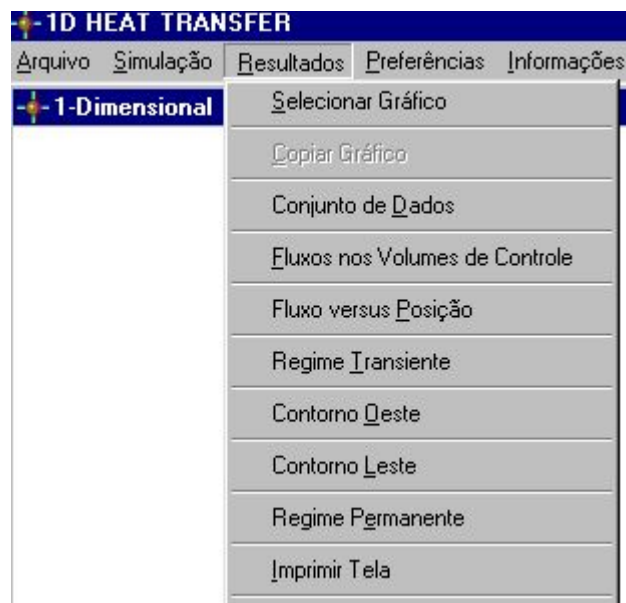 1D HEAT TRANSFER
Arquivo Simulação Resultados Preferências Informações
1-Dimensional
Selecionar Gráfico
Copiar Gráfico
Conjunto de Dados
Fluxos nos Volumes de Controle
Fluxo versus Posição
Regime Transiente
Contorno Oeste
Contorno Leste
Regime Permanente
Imprimir Tela